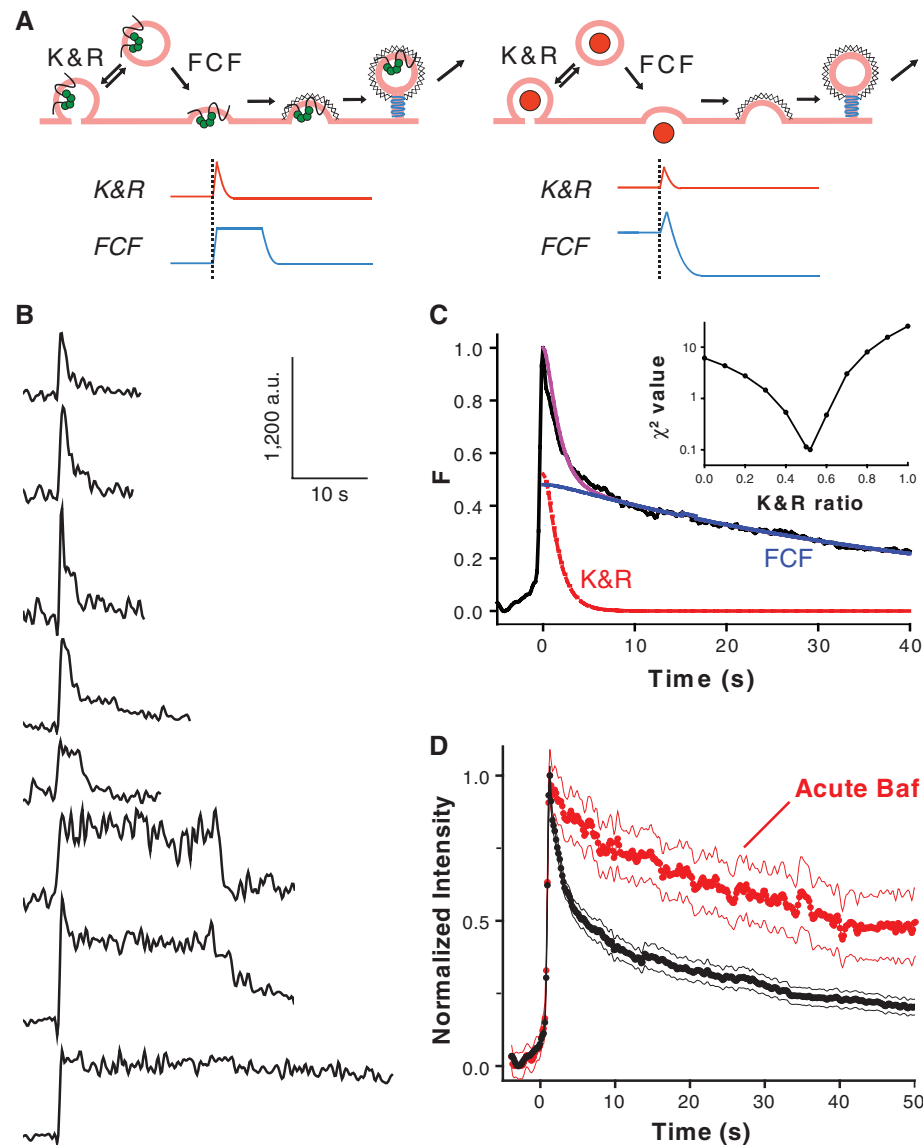 A
K&R
FCF
K&R
FCF
K&R
FCF
K&R
FCF
B
1,200 a.u.
10 s
C
F
1.0
0.8
0.6
0.4
0.2
0.0
0
10
20
30
40
Time (s)
K&R
FCF
χ² value
10
1
0.1
0.0
0.2
0.4
0.6
0.8
1.0
K&R ratio
D
Normalized Intensity
1.0
0.5
0.0
0
10
20
30
40
50
Time (s)
Acute Baf